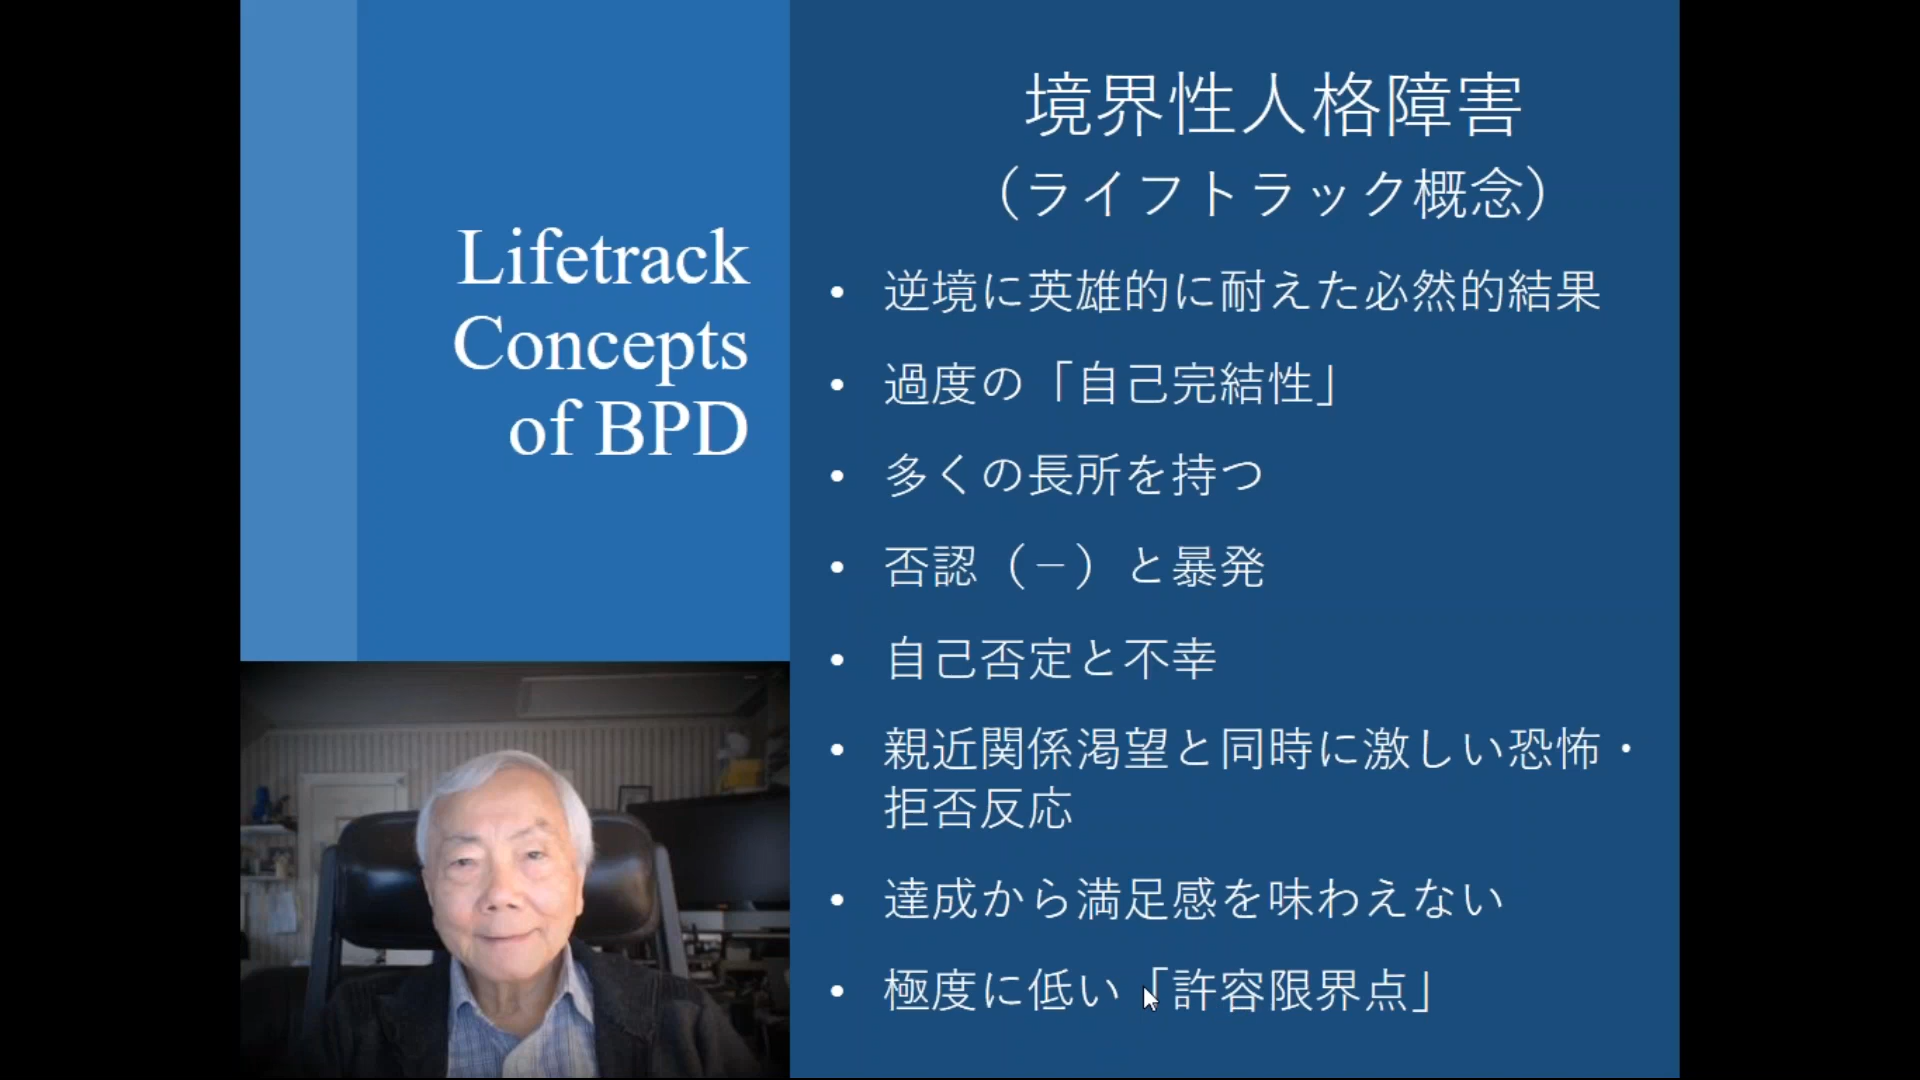 Lifetrack
Concepts
of BPD
境界性人格障害
（ライフトラック概念）
• 逆境に英雄的に耐えた必然的結果
• 過度の「自己完結性」
• 多くの長所を持つ
• 否認（－）と暴発
• 自己否定と不幸
• 親近関係渇望と同時に激しい恐怖・
拒否反応
• 達成から満足感を味わえない
• 極度に低い「許容限界点」